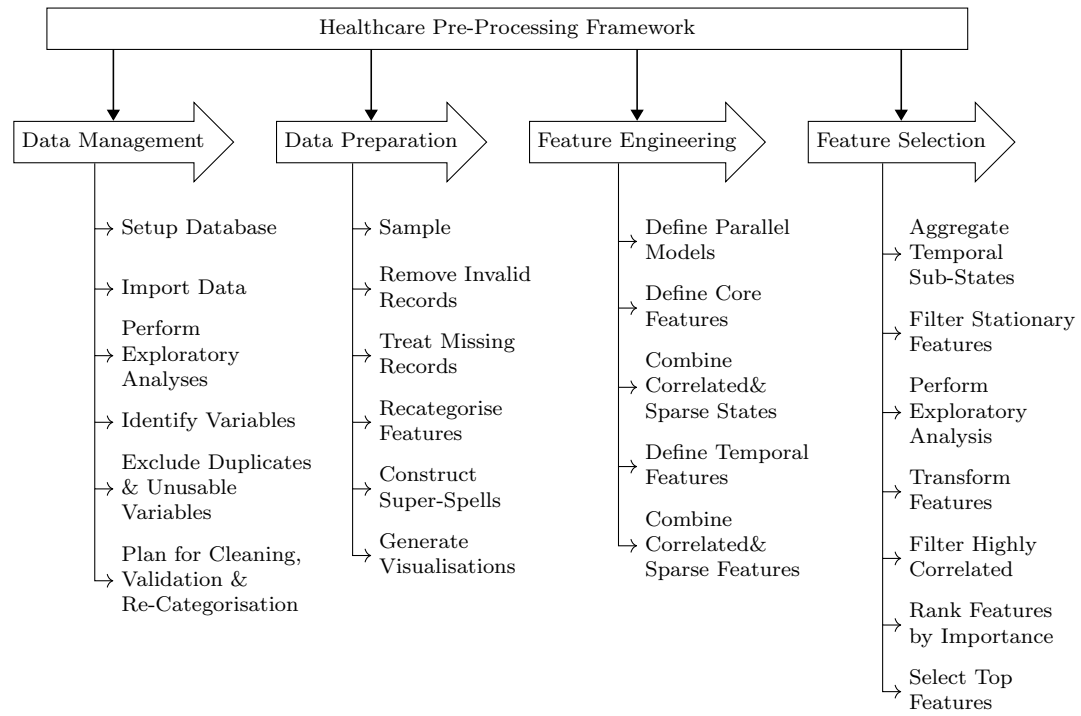 Healthcare Pre-Processing Framework
Data Management
Setup Database
Import Data
Perform
Exploratory
Analyses
Identify Variables
Exclude Duplicates
& Unusable
Variables
Plan for Cleaning,
Validation &
Re-Categorisation
Data Preparation
Sample
Remove Invalid
Records
Treat Missing
Records
Recategorise
Features
Construct
Super-Spells
Generate
Visualisations
Feature Engineering
Define Parallel
Models
Define Core
Features
Combine
Correlated&
Sparse States
Define Temporal
Features
Combine
Correlated&
Sparse Features
Feature Selection
Aggregate
Temporal
Sub-States
Filter Stationary
Features
Perform
Exploratory
Analysis
Transform
Features
Filter Highly
Correlated
Rank Features
by Importance
Select Top
Features